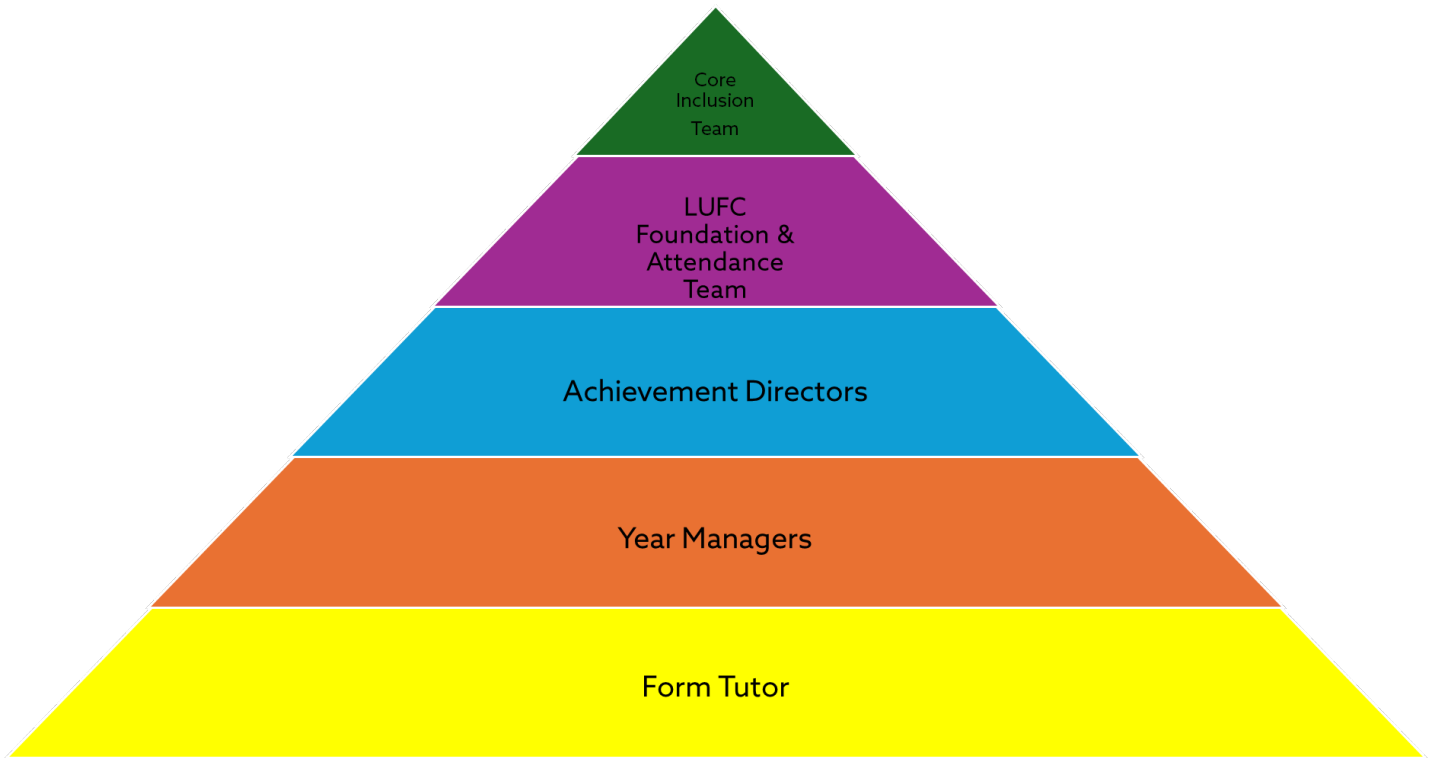 Core
Inclusion
Team
LUFC
Foundation &
Attendance
Team
Achievement Directors
Year Managers
Form Tutor